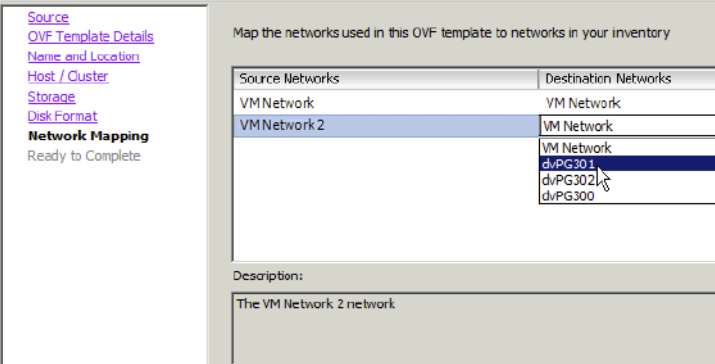 Source
OVF Template Details
Name and Location
Host / Cluster
Storage
Disk Format
Network Mapping
Ready to Complete
Map the networks used in this OVF template to networks in your inventory
Source Networks Destination Networks
VM Network VM Network
VM Network 2 VM Network
VM Network
dvPG301
dvPG302
dvPG300
Description:
The VM Network 2 network